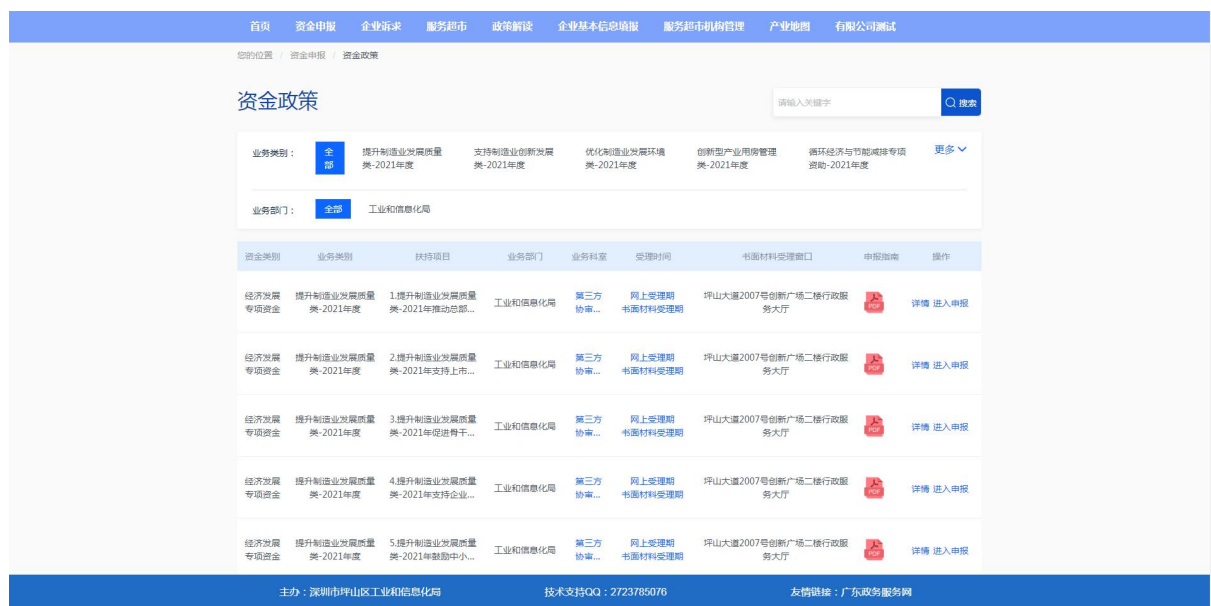 首页 资金申报 企业诉求 服务超市 政策解读 企业基本信息填报 服务超市机构管理 产业地图 有限公司测试
您的位置 / 资金申报 / 资金政策
资金政策
请输入关键字 搜索
业务类别： 全部 提升制造业发展质量类-2021年度 支持制造业创新发展类-2021年度 优化制造业发展环境类-2021年度 创新型产业用房管理类-2021年度 循环经济与节能减排专项资助-2021年度 更多
业务部门： 全部 工业和信息化局
资金类别 业务类别 扶持项目 业务部门 业务科室 受理时间 书面材料受理窗口 申报指南 操作
经济发展 提升制造业发展质量 1.提升制造业发展质量 工业和信息化局 第三方 网上受理期 坪山大道2007号创新广场二楼行政服 PDF 详情 进入申报
专项资金 类-2021年度 类-2021年推动总部... 协审... 书面材料受理期 务大厅
经济发展 提升制造业发展质量 2.提升制造业发展质量 工业和信息化局 第三方 网上受理期 坪山大道2007号创新广场二楼行政服 PDF 详情 进入申报
专项资金 类-2021年度 类-2021年支持上市... 协审... 书面材料受理期 务大厅
经济发展 提升制造业发展质量 3.提升制造业发展质量 工业和信息化局 第三方 网上受理期 坪山大道2007号创新广场二楼行政服 PDF 详情 进入申报
专项资金 类-2021年度 类-2021年促进骨干... 协审... 书面材料受理期 务大厅
经济发展 提升制造业发展质量 4.提升制造业发展质量 工业和信息化局 第三方 网上受理期 坪山大道2007号创新广场二楼行政服 PDF 详情 进入申报
专项资金 类-2021年度 类-2021年支持企业... 协审... 书面材料受理期 务大厅
经济发展 提升制造业发展质量 5.提升制造业发展质量 工业和信息化局 第三方 网上受理期 坪山大道2007号创新广场二楼行政服 PDF 详情 进入申报
专项资金 类-2021年度 类-2021年鼓励中小... 协审... 书面材料受理期 务大厅
主办：深圳市坪山区工业和信息化局 技术支持QQ：2723785076 友情链接：广东政务服务网